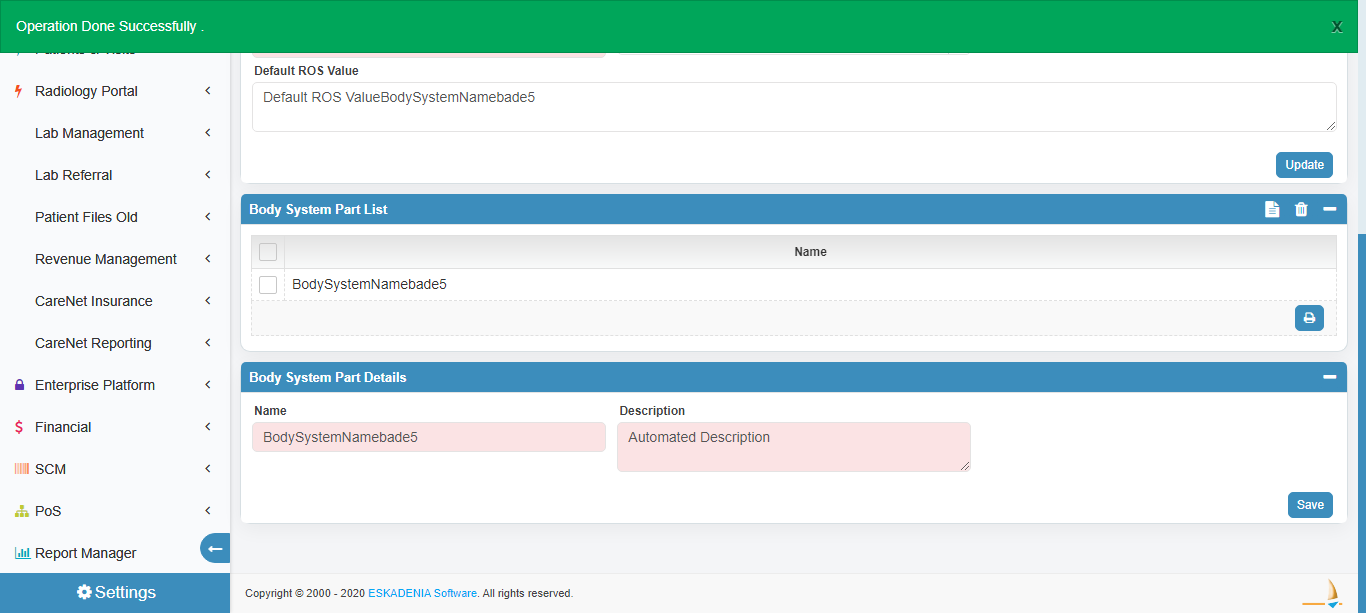 Operation Done Successfully .
X
Radiology Portal
Lab Management
Lab Referral
Patient Files Old
Revenue Management
CareNet Insurance
CareNet Reporting
Enterprise Platform
Financial
SCM
PoS
Report Manager
Settings
Default ROS Value
Default ROS ValueBodySystemNamebade5
Update
Body System Part List
Name
BodySystemNamebade5
Body System Part Details
Name Description
BodySystemNamebade5 Automated Description
Save
Copyright © 2000 - 2020 ESKADENIA Software. All rights reserved.